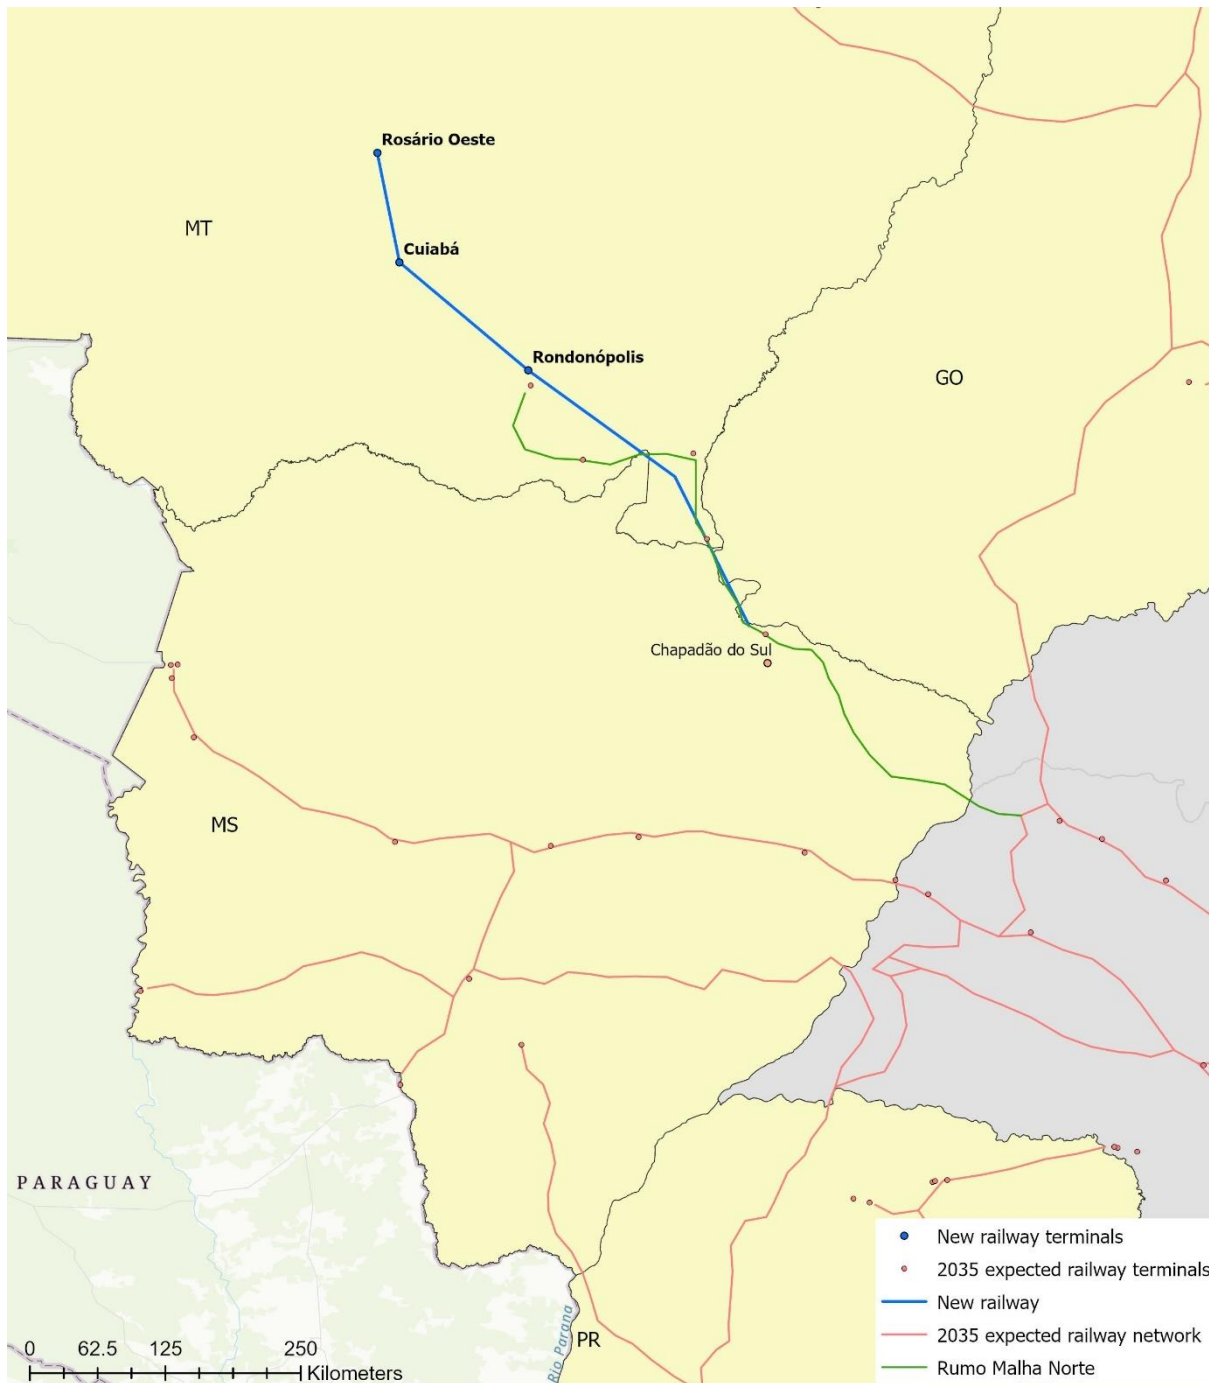 Rosário Oeste
MT
Cuiabá
Rondonópolis
GO
Chapadão do Sul
MS
PARAGUAY
Rio Parana
PR
New railway terminals
2035 expected railway terminals
New railway
2035 expected railway network
Rumo Malha Norte
0 62.5 125 250
Kilometers